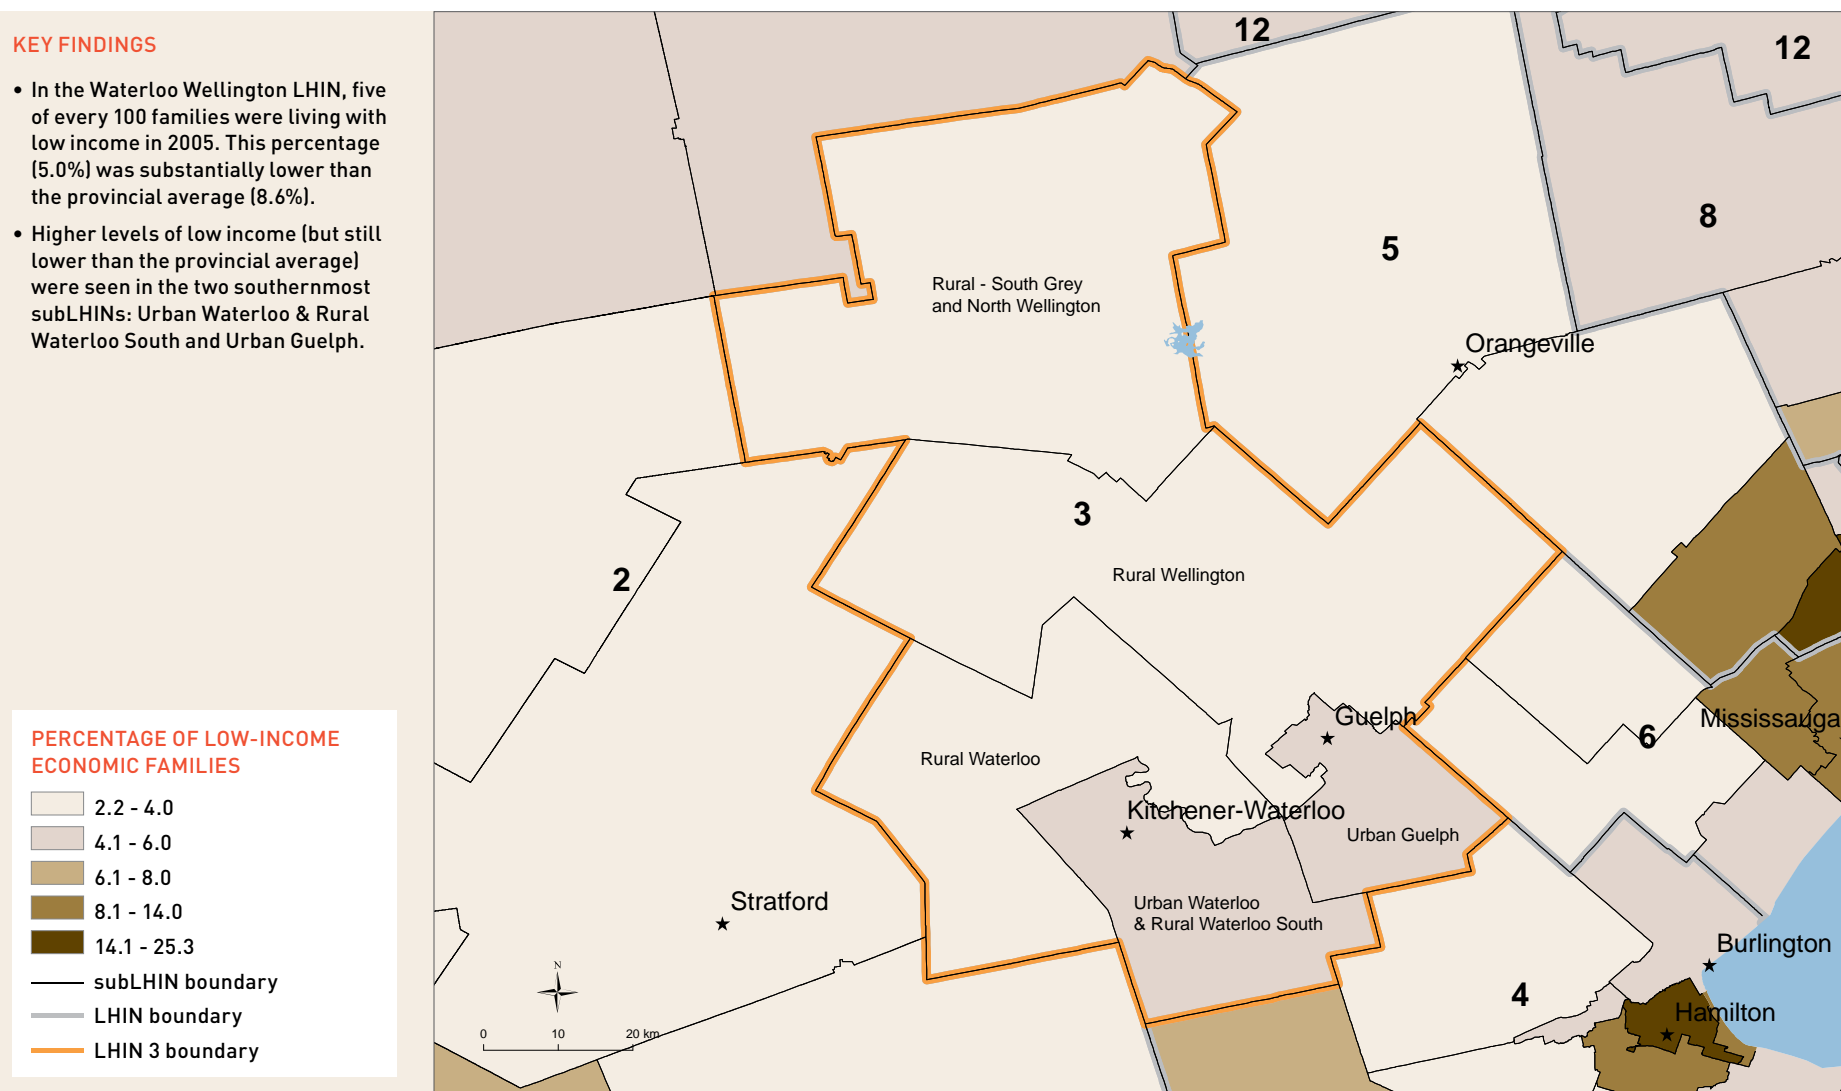 KEY FINDINGS
• In the Waterloo Wellington LHIN, five
of every 100 families were living with
low income in 2005. This percentage
(5.0%) was substantially lower than
the provincial average (8.6%).
• Higher levels of low income (but still
lower than the provincial average)
were seen in the two southernmost
subLHINs: Urban Waterloo & Rural
Waterloo South and Urban Guelph.
PERCENTAGE OF LOW-INCOME
ECONOMIC FAMILIES
2.2 - 4.0
4.1 - 6.0
6.1 - 8.0
8.1 - 14.0
14.1 - 25.3
subLHIN boundary
LHIN boundary
LHIN 3 boundary
12
12
8
5
Rural - South Grey
and North Wellington
Orangeville
3
2
Rural Wellington
Guelph
Mississauga
6
Rural Waterloo
Kitchener-Waterloo
Urban Guelph
Stratford
Urban Waterloo
& Rural Waterloo South
Burlington
4
Hamilton
N
0 10 20 km